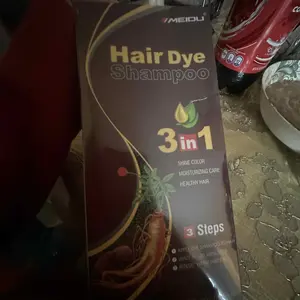 MEIDU
Hair Dye
Shampoo
3 in 1
SHINE COLOR
MOISTURIZING CARE
HEALTHY HAIR
3 Steps